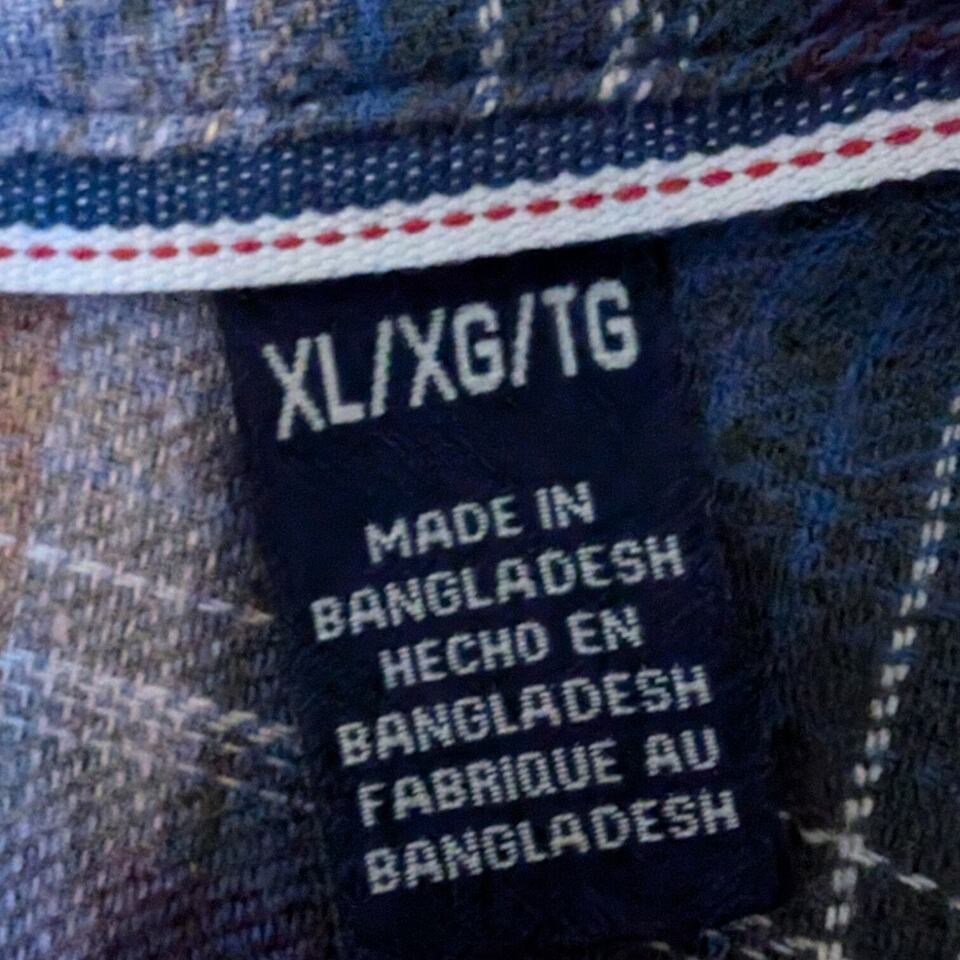 XL/XG/TG
MADE IN
BANGLADESH
HECHO EN
BANGLADESH
FABRIQUE AU
BANGLADESH